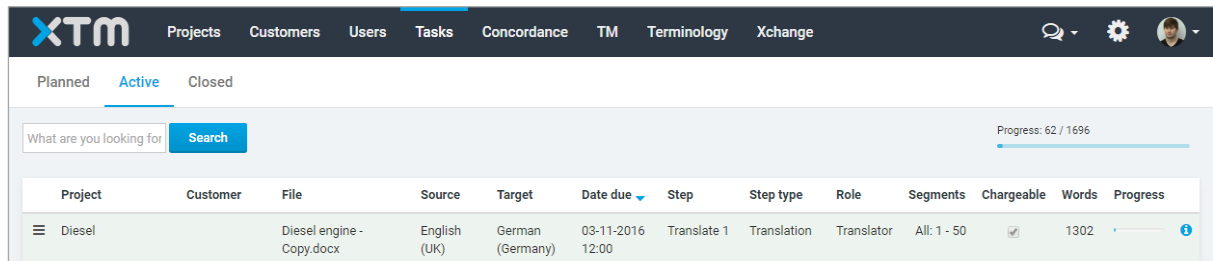 XTM Projects Customers Users Tasks Concordance TM Terminology Xchange
Planned Active Closed
What are you looking for Search Progress: 62 / 1696
Project Customer File Source Target Date due Step Step type Role Segments Chargeable Words Progress
Diesel Diesel engine - English German 03-11-2016 Translate 1 Translation Translator All: 1 - 50 1302
Copy.docx (UK) (Germany) 12:00